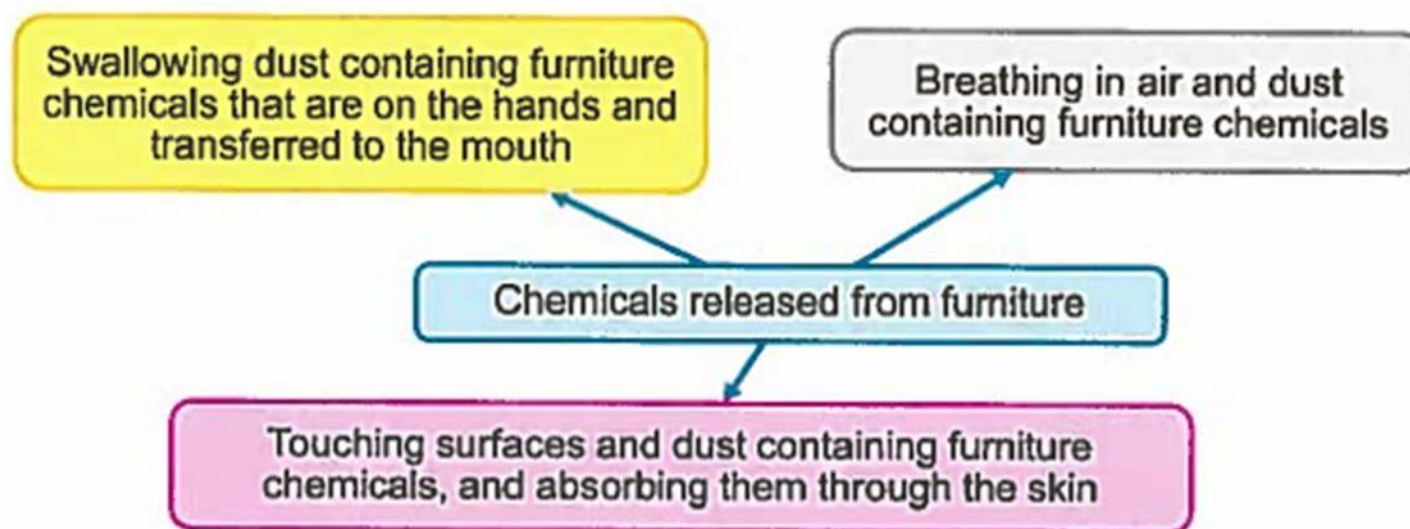 Swallowing dust containing furniture
chemicals that are on the hands and
transferred to the mouth
Breathing in air and dust
containing furniture chemicals
Chemicals released from furniture
Touching surfaces and dust containing furniture
chemicals, and absorbing them through the skin